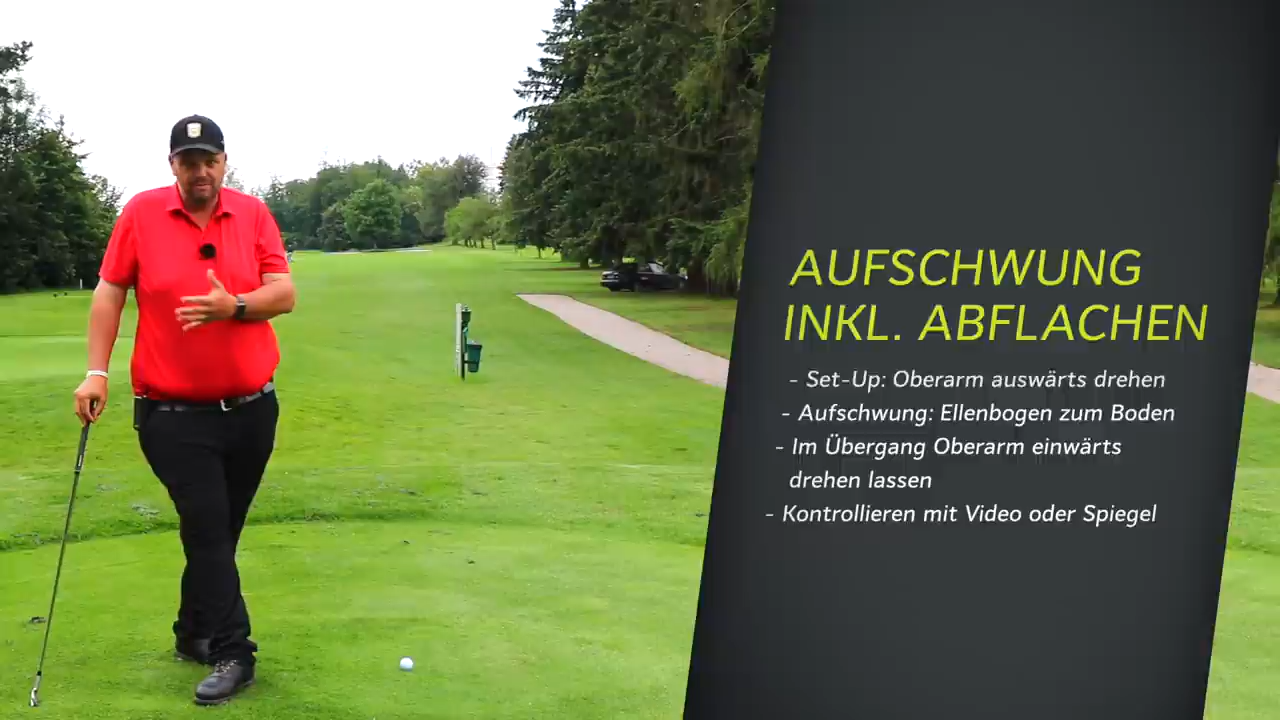 AUFSCHWUNG
INKL. ABFLACHEN
- Set-Up: Oberarm auswärts drehen
- Aufschwung: Ellenbogen zum Boden
- Im Übergang Oberarm einwärts
drehen lassen
- Kontrollieren mit Video oder Spiegel